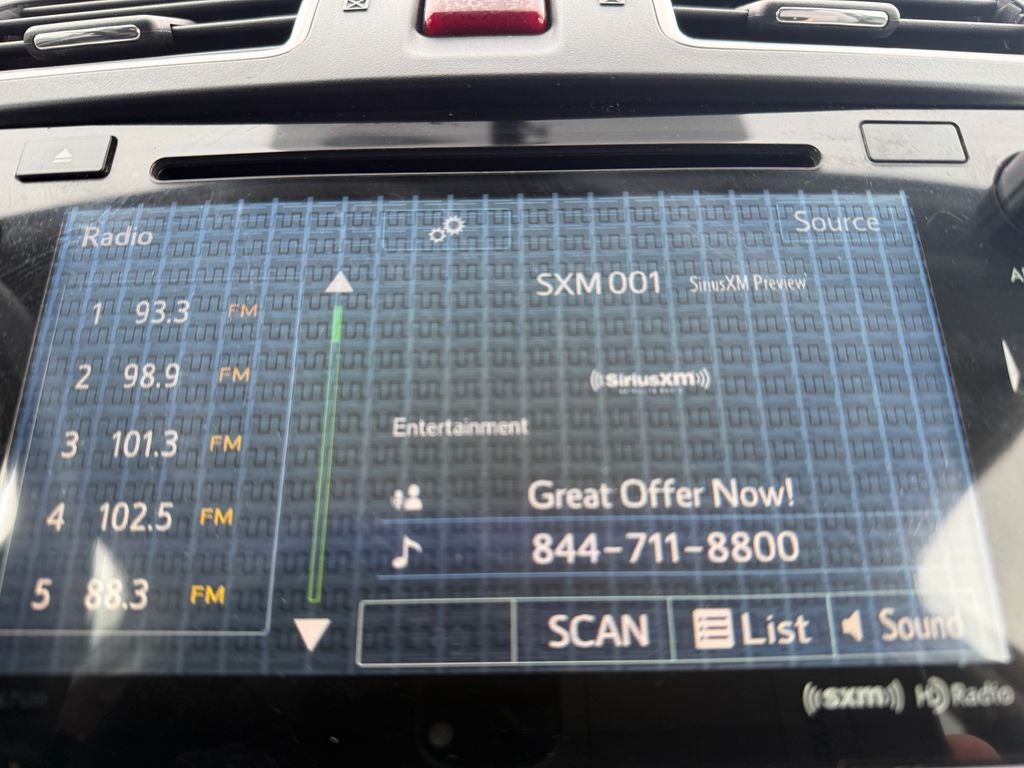 Radio
Source
SXM 001 SiriusXM Preview
1 93.3 FM
2 98.9 FM
3 101.3 FM
4 102.5 FM
5 88.3 FM
((SiriusXM))
Entertainment
Great Offer Now!
844-711-8800
SCAN List Sound
((sxm)) HD Radio